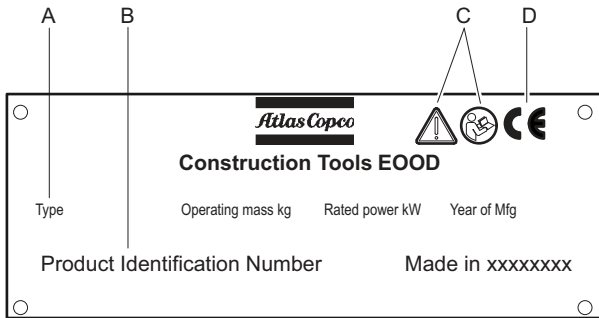 A B C D
Atlas Copco
CE
Construction Tools EOOD
Type Operating mass kg Rated power kW Year of Mfg
Product Identification Number Made in xxxxxxxx